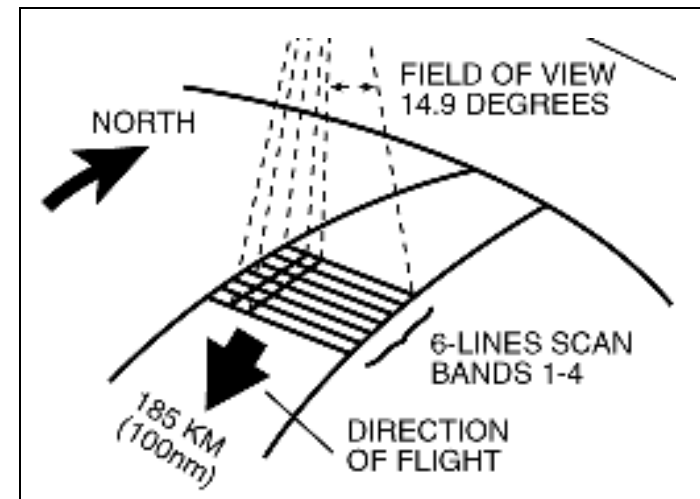 FIELD OF VIEW
14.9 DEGREES
NORTH
6-LINES SCAN
BANDS 1-4
185 KM
(100nm)
DIRECTION
OF FLIGHT